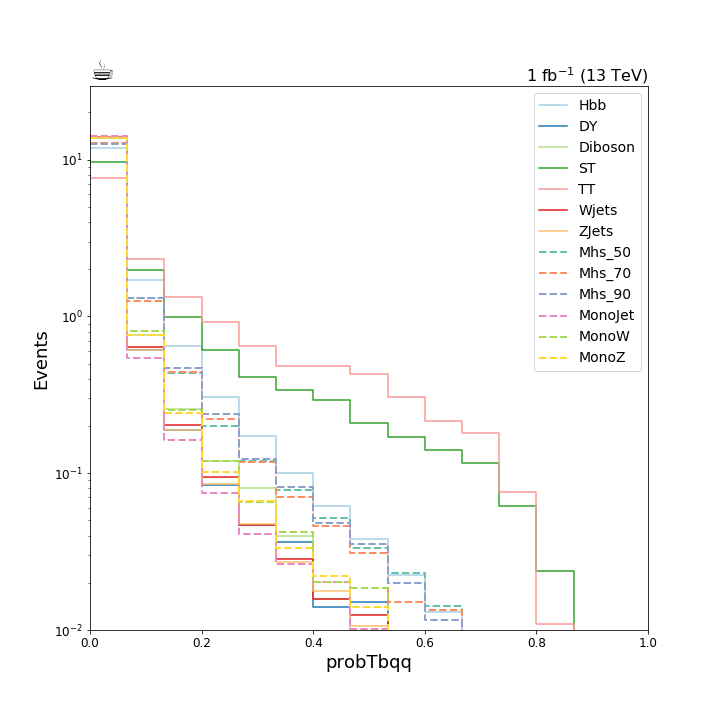 ☕ 1 fb⁻¹ (13 TeV)
Events
10¹
10⁰
10⁻¹
10⁻²
Hbb
DY
Diboson
ST
TT
Wjets
ZJets
Mhs_50
Mhs_70
Mhs_90
MonoJet
MonoW
MonoZ
0.0 0.2 0.4 0.6 0.8 1.0
probTbqq